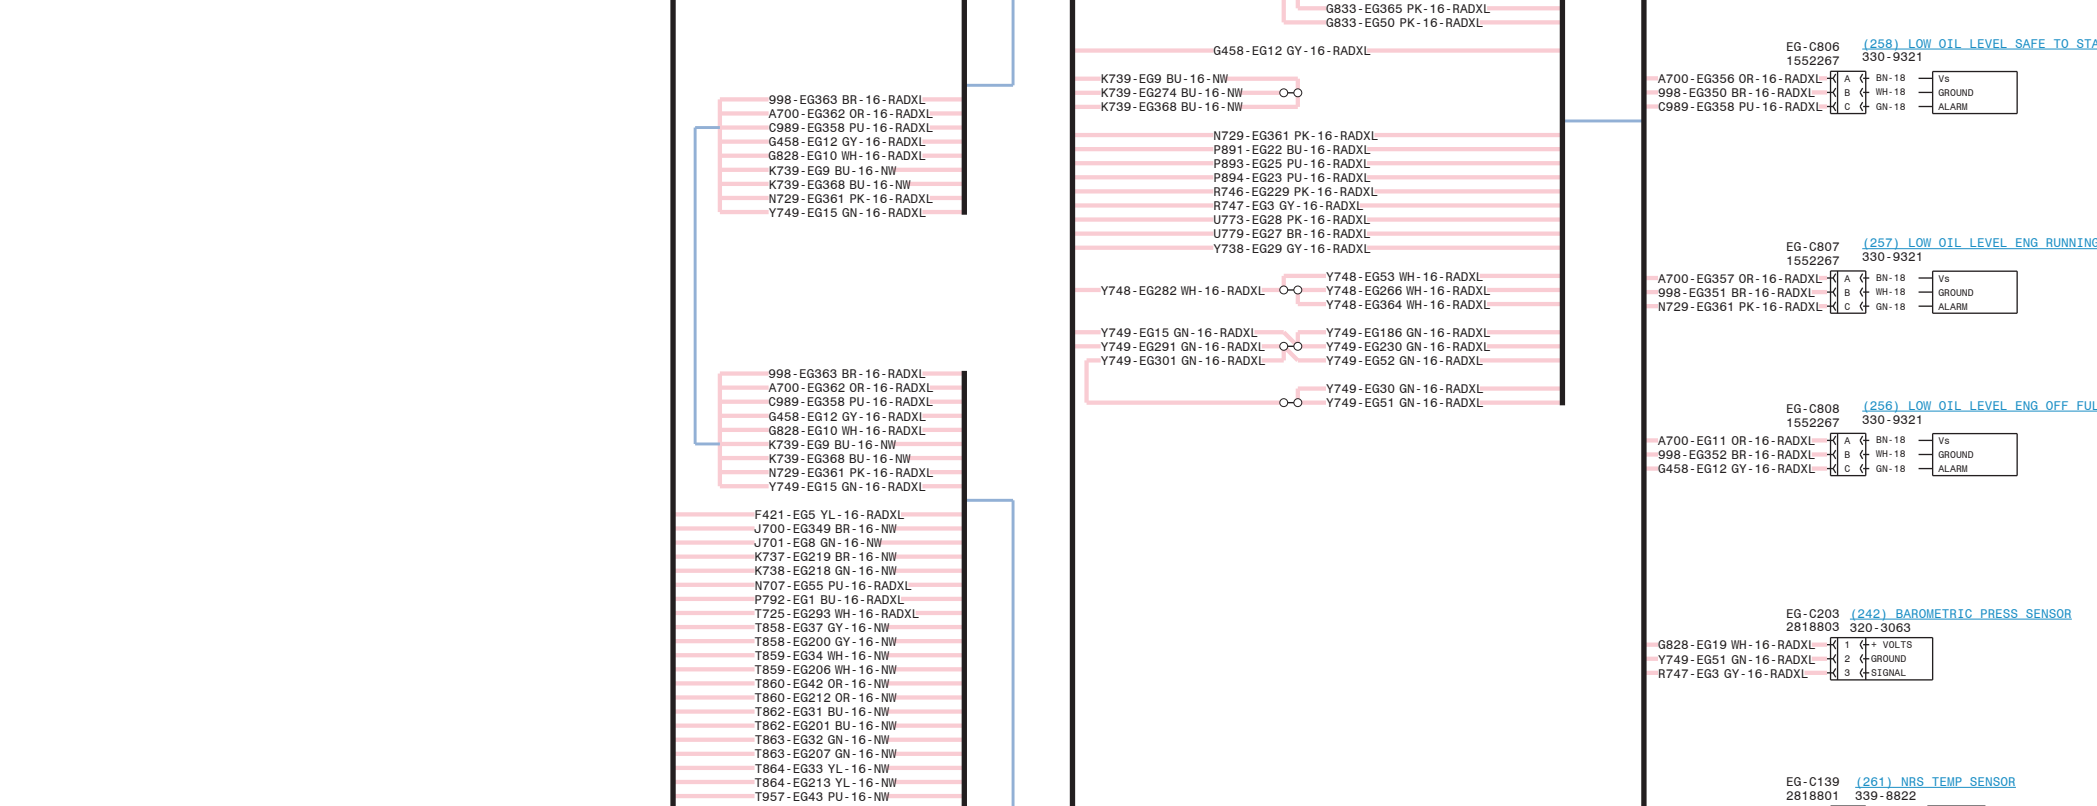 998-EG363 BR-16-RADXL
A700-EG362 OR-16-RADXL
C989-EG358 PU-16-RADXL
G458-EG12 GY-16-RADXL
G828-EG10 WH-16-RADXL
K739-EG9 BU-16-NW
K739-EG368 BU-16-NW
N729-EG361 PK-16-RADXL
Y749-EG15 GN-16-RADXL
998-EG363 BR-16-RADXL
A700-EG362 OR-16-RADXL
C989-EG358 PU-16-RADXL
G458-EG12 GY-16-RADXL
G828-EG10 WH-16-RADXL
K739-EG9 BU-16-NW
K739-EG368 BU-16-NW
N729-EG361 PK-16-RADXL
Y749-EG15 GN-16-RADXL
F421-EG5 YL-16-RADXL
J700-EG349 BR-16-NW
J701-EG8 GN-16-NW
K737-EG219 BR-16-NW
K738-EG218 GN-16-NW
N707-EG55 PU-16-RADXL
P792-EG1 BU-16-RADXL
T725-EG293 WH-16-RADXL
T858-EG37 GY-16-NW
T858-EG200 GY-16-NW
T859-EG34 WH-16-NW
T859-EG206 WH-16-NW
T860-EG42 OR-16-NW
T860-EG212 OR-16-NW
T862-EG31 BU-16-NW
T862-EG201 BU-16-NW
T863-EG32 GN-16-NW
T863-EG207 GN-16-NW
T864-EG33 YL-16-NW
T864-EG213 YL-16-NW
T957-EG43 PU-16-NW
G833-EG365 PK-16-RADXL
G833-EG50 PK-16-RADXL
G458-EG12 GY-16-RADXL
K739-EG9 BU-16-NW
K739-EG274 BU-16-NW
K739-EG368 BU-16-NW
N729-EG361 PK-16-RADXL
P891-EG22 BU-16-RADXL
P893-EG25 PU-16-RADXL
P894-EG23 PU-16-RADXL
R746-EG229 PK-16-RADXL
R747-EG3 GY-16-RADXL
U773-EG28 PK-16-RADXL
U779-EG27 BR-16-RADXL
Y738-EG29 GY-16-RADXL
Y748-EG53 WH-16-RADXL
Y748-EG282 WH-16-RADXL Y748-EG266 WH-16-RADXL
Y748-EG364 WH-16-RADXL
Y749-EG15 GN-16-RADXL Y749-EG186 GN-16-RADXL
Y749-EG291 GN-16-RADXL Y749-EG230 GN-16-RADXL
Y749-EG301 GN-16-RADXL Y749-EG52 GN-16-RADXL
Y749-EG30 GN-16-RADXL
Y749-EG51 GN-16-RADXL
EG-C806 (258) LOW OIL LEVEL SAFE TO STA
1552267 330-9321
A700-EG356 OR-16-RADXL A BN-18 Vs
998-EG350 BR-16-RADXL B WH-18 GROUND
C989-EG358 PU-16-RADXL C GN-18 ALARM
EG-C807 (257) LOW OIL LEVEL ENG RUNNING
1552267 330-9321
A700-EG357 OR-16-RADXL A BN-18 Vs
998-EG351 BR-16-RADXL B WH-18 GROUND
N729-EG361 PK-16-RADXL C GN-18 ALARM
EG-C808 (256) LOW OIL LEVEL ENG OFF FUL
1552267 330-9321
A700-EG11 OR-16-RADXL A BN-18 Vs
998-EG352 BR-16-RADXL B WH-18 GROUND
G458-EG12 GY-16-RADXL C GN-18 ALARM
EG-C203 (242) BAROMETRIC PRESS SENSOR
2818803 320-3063
G828-EG19 WH-16-RADXL 1 + VOLTS
Y749-EG51 GN-16-RADXL 2 GROUND
R747-EG3 GY-16-RADXL 3 SIGNAL
EG-C139 (261) NRS TEMP SENSOR
2818801 339-8822